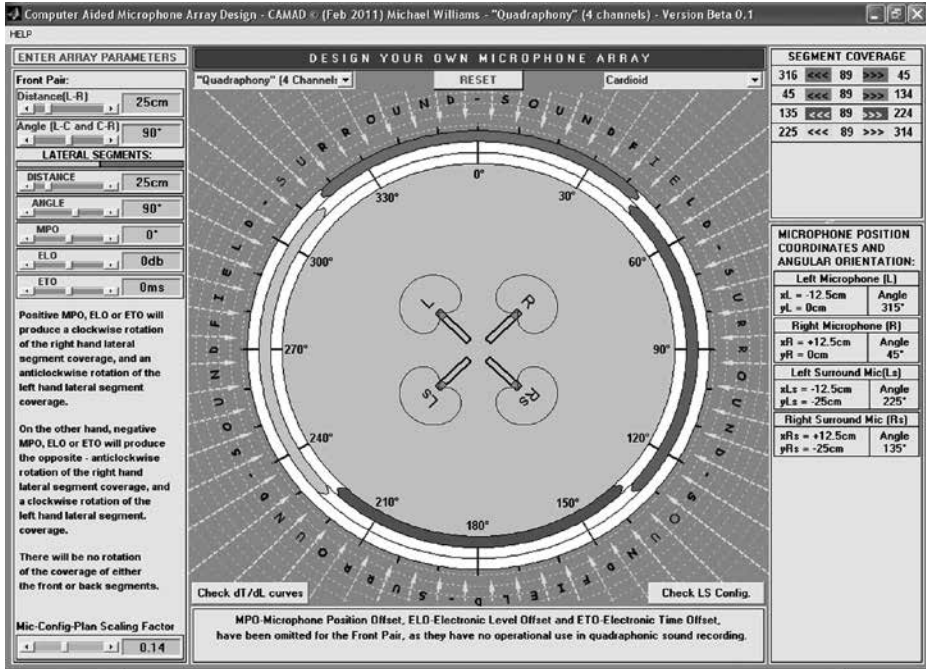 Computer Aided Microphone Array Design - CAMAD © (Feb 2011) Michael Williams - "Quadraphony" (4 channels) - Version Beta 0.1
HELP
ENTER ARRAY PARAMETERS
Front Pair:
Distance(L-R)
25cm
Angle (L-C and C-R)
90°
LATERAL SEGMENTS:
DISTANCE
25cm
ANGLE
90°
MPO
0°
ELO
0db
ETO
0ms
Positive MPO, ELO or ETO will
produce a clockwise rotation
of the right hand lateral
segment coverage, and an
anticlockwise rotation of the
left hand lateral segment
coverage.
On the other hand, negative
MPO, ELO or ETO will produce
the opposite - anticlockwise
rotation of the right hand
lateral segment coverage, and
a clockwise rotation of the
left hand lateral segment.
coverage.
There will be no rotation
of the coverage of either
the front or back segments.
Mic-Config-Plan Scaling Factor
0.14
DESIGN YOUR OWN MICROPHONE ARRAY
"Quadraphony" (4 Channels
RESET
Cardioid
SURROUND-SOUND FIELD-SURROUND-SOUNDFIELD-SURROUND-SOUNDFIELD-
0°
30°
60°
90°
120°
150°
180°
210°
240°
270°
300°
330°
L
R
Ls
Rs
Check dT/dL curves
Check LS Config.
MPO-Microphone Position Offset, ELO-Electronic Level Offset and ETO-Electronic Time Offset,
have been omitted for the Front Pair, as they have no operational use in quadraphonic sound recording.
SEGMENT COVERAGE
316 <<< 89 >>> 45
45 <<< 89 >>> 134
135 <<< 89 >>> 224
225 <<< 89 >>> 314
MICROPHONE POSITION
COORDINATES AND
ANGULAR ORIENTATION:
Left Microphone (L)
xL = -12.5cm Angle
yL = 0cm 315°
Right Microphone (R)
xR = +12.5cm Angle
yR = 0cm 45°
Left Surround Mic(Ls)
xLs = -12.5cm Angle
yLs = -25cm 225°
Right Surround Mic (Rs)
xRs = +12.5cm Angle
yRs = -25cm 135°